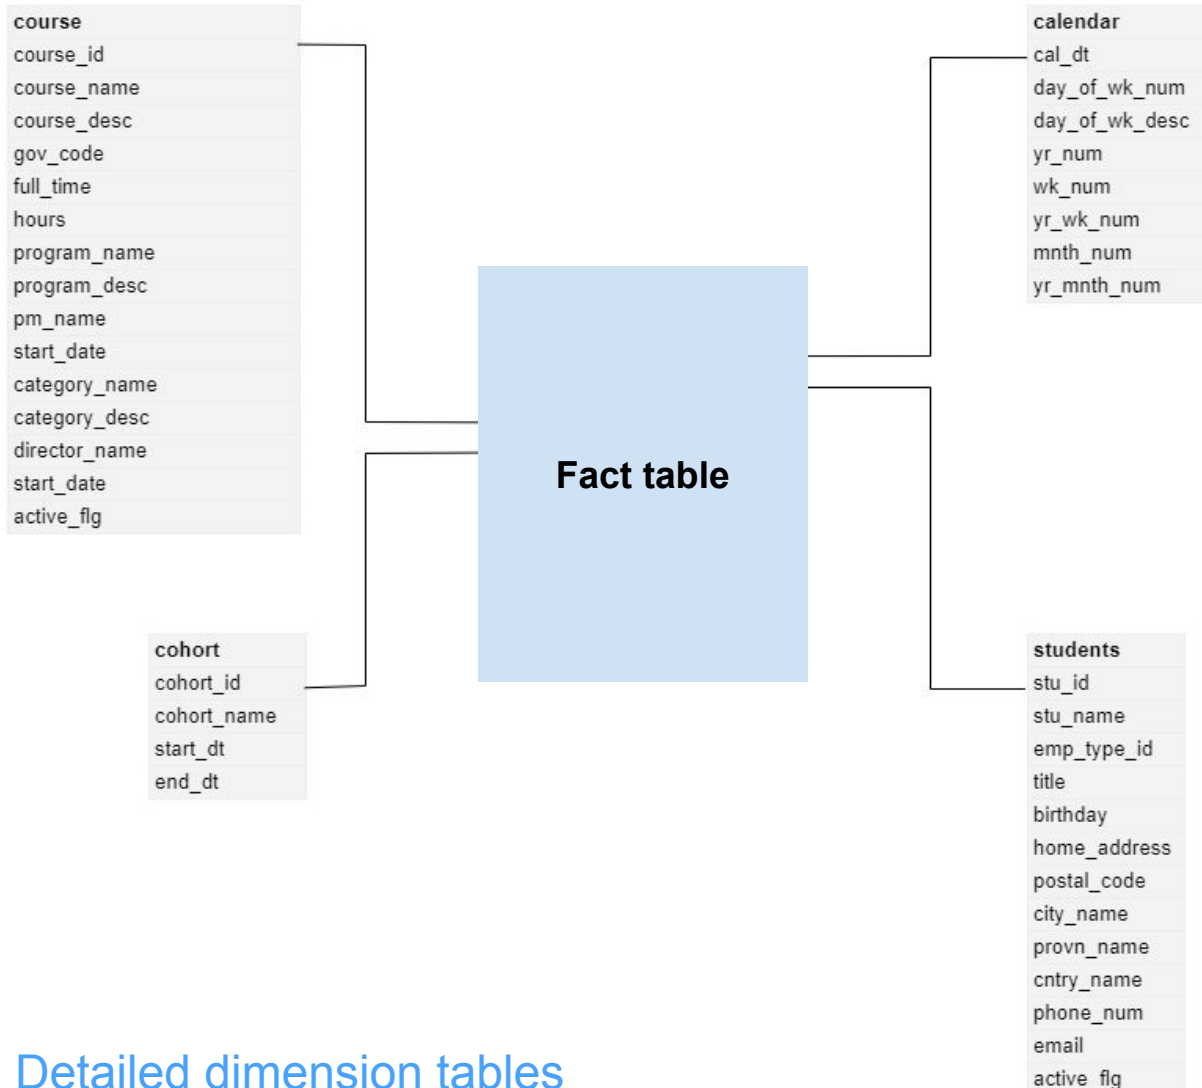 course
course_id
course_name
course_desc
gov_code
full_time
hours
program_name
program_desc
pm_name
start_date
category_name
category_desc
director_name
start_date
active_flg
calendar
cal_dt
day_of_wk_num
day_of_wk_desc
yr_num
wk_num
yr_wk_num
mnth_num
yr_mnth_num
Fact table
cohort
cohort_id
cohort_name
start_dt
end_dt
students
stu_id
stu_name
emp_type_id
title
birthday
home_address
postal_code
city_name
provn_name
cntry_name
phone_num
email
active_flg
Detailed dimension tables